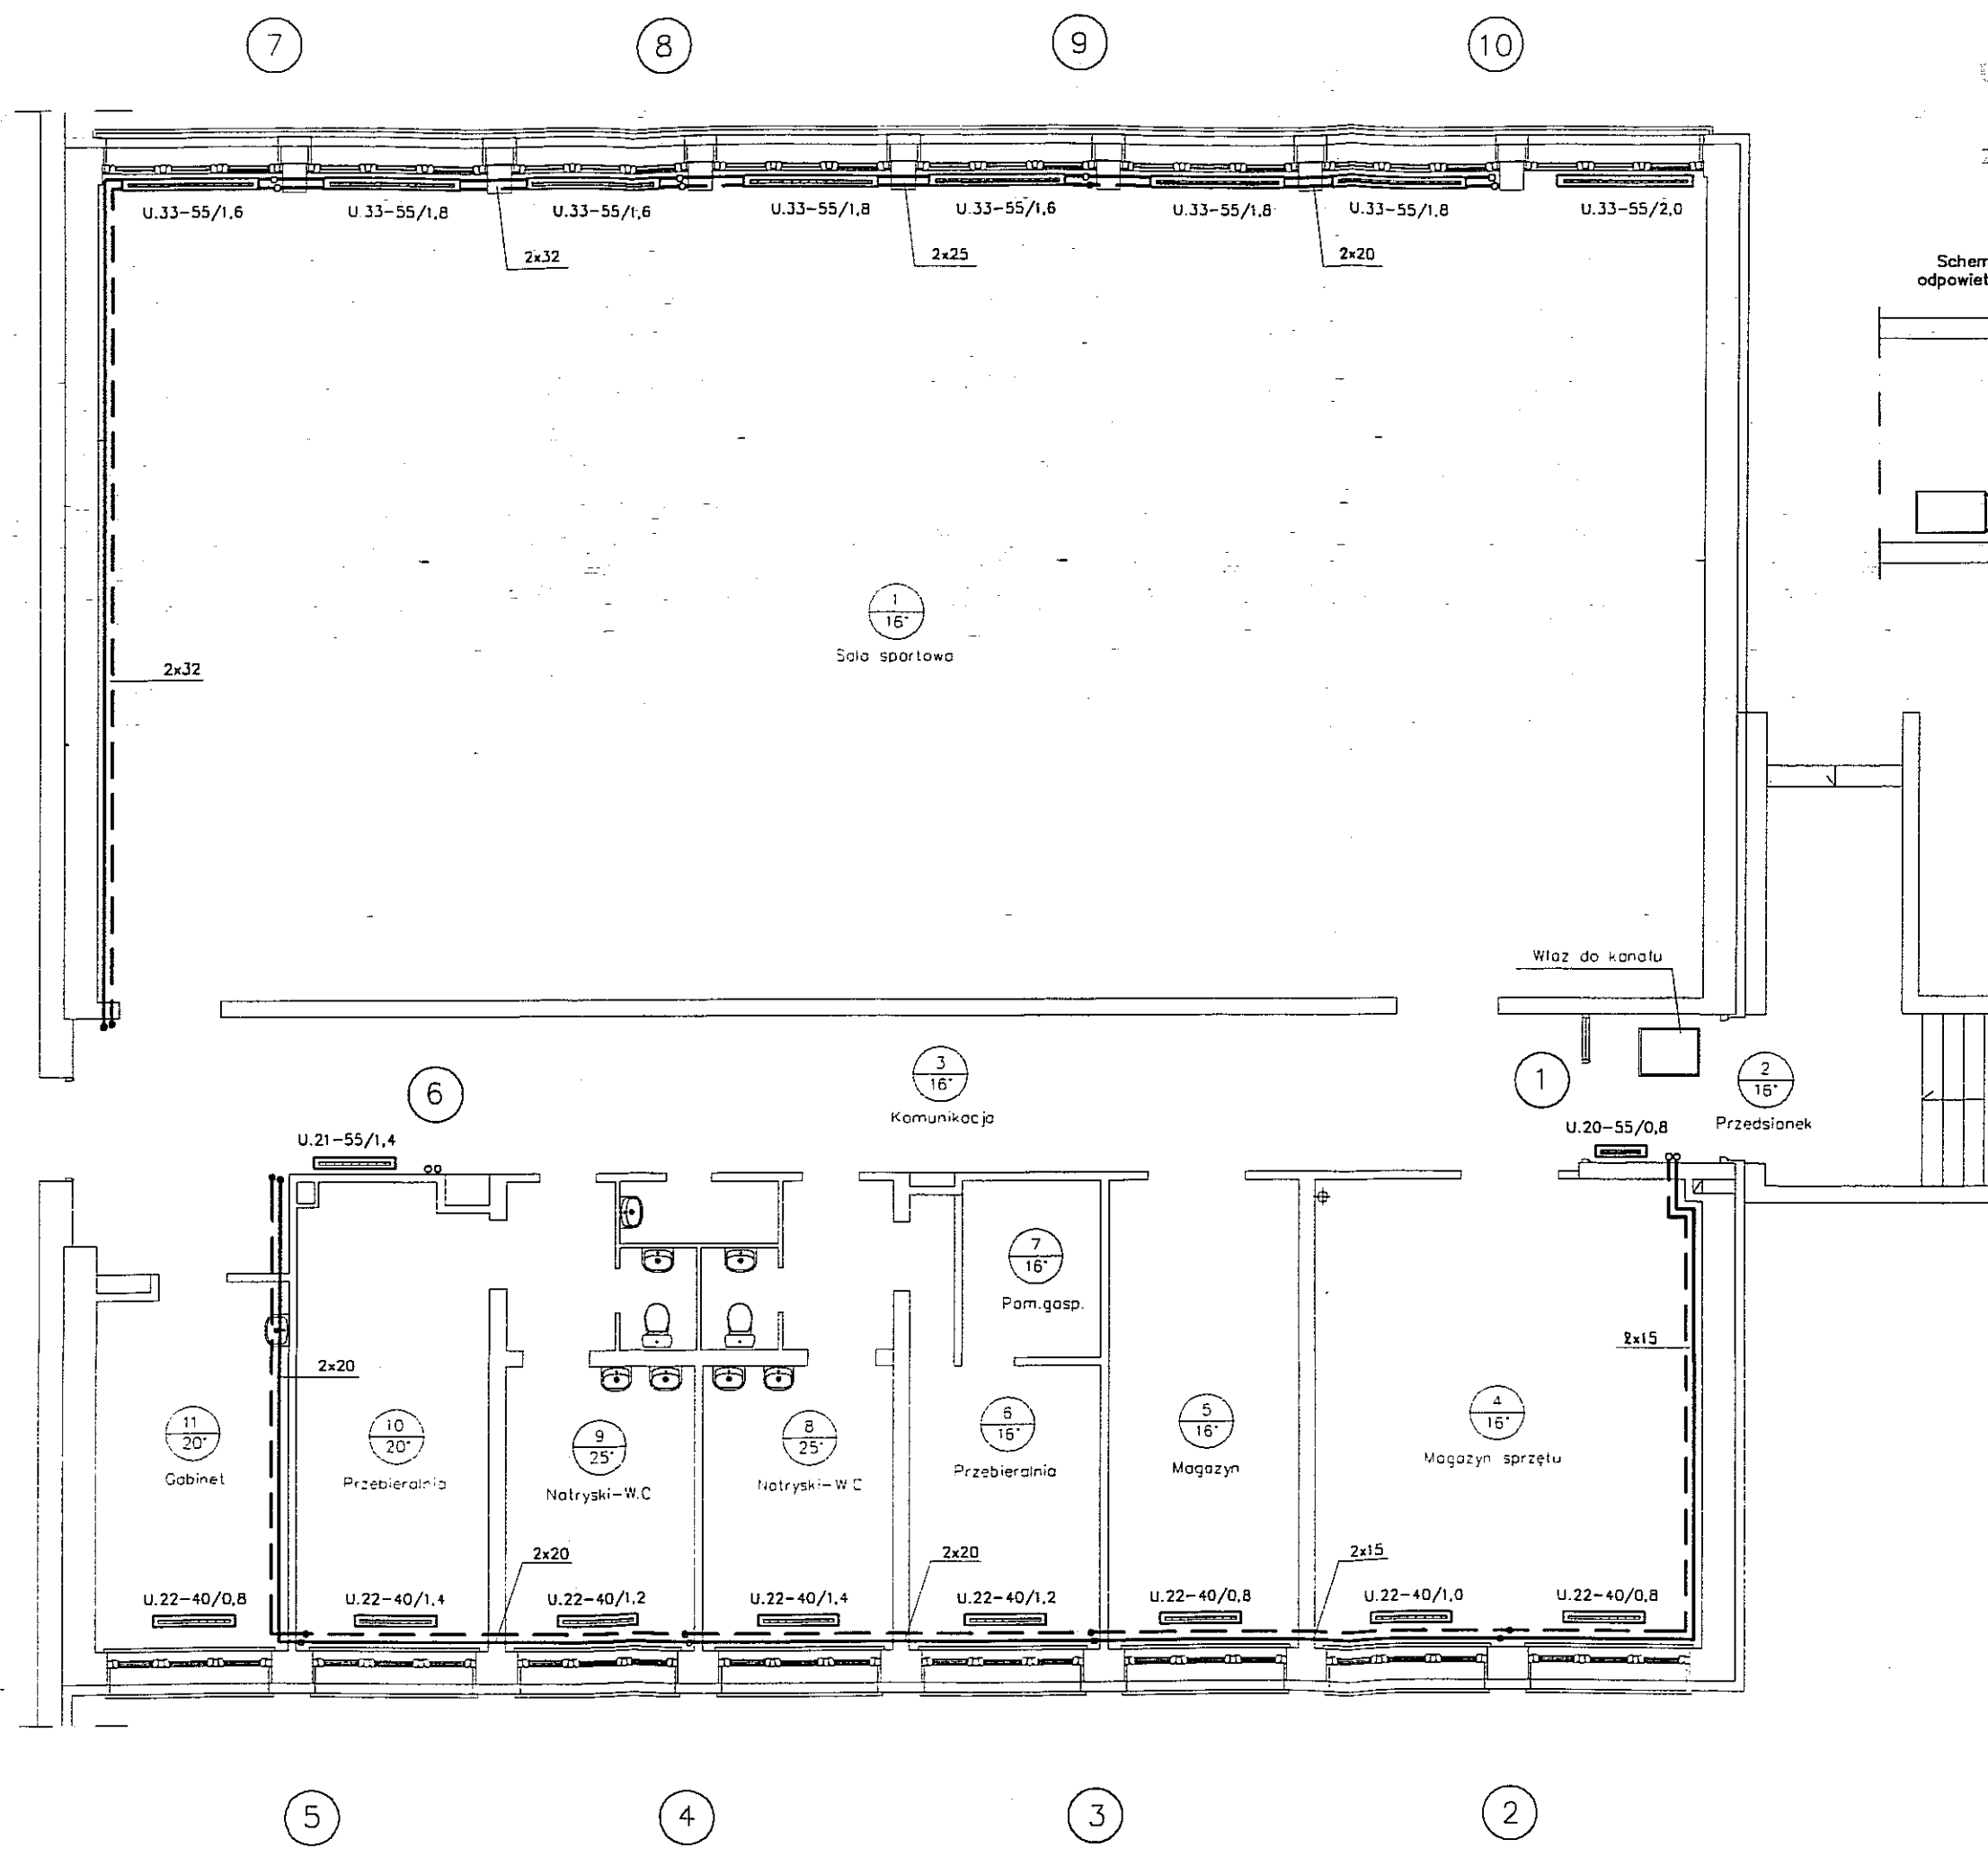 7
8
9
10
U.33-55/1,6
U.33-55/1,8
U.33-55/1,6
U.33-55/1,8
U.33-55/1,6
U.33-55/1,8
U.33-55/1,8
U.33-55/2,0
2x32
2x25
2x20
Schem
odpowiet
1
16°
Sala sportowa
2x32
Właz do kanału
3
16°
Komunikacja
6
1
2
16°
Przedsionek
U.21-55/1,4
U.20-55/0,8
7
16°
Pom.gosp.
2x20
2x15
11
20°
Gabinet
10
20°
Przebieralnia
9
25°
Natryski-W.C
8
25°
Natryski-W C
6
16°
Przebieralnia
5
16°
Magazyn
4
16°
Magazyn sprzętu
2x20
2x20
2x15
U.22-40/0,8
U.22-40/1,4
U.22-40/1,2
U.22-40/1,4
U.22-40/1,2
U.22-40/0,8
U.22-40/1,0
U.22-40/0,8
5
4
3
2